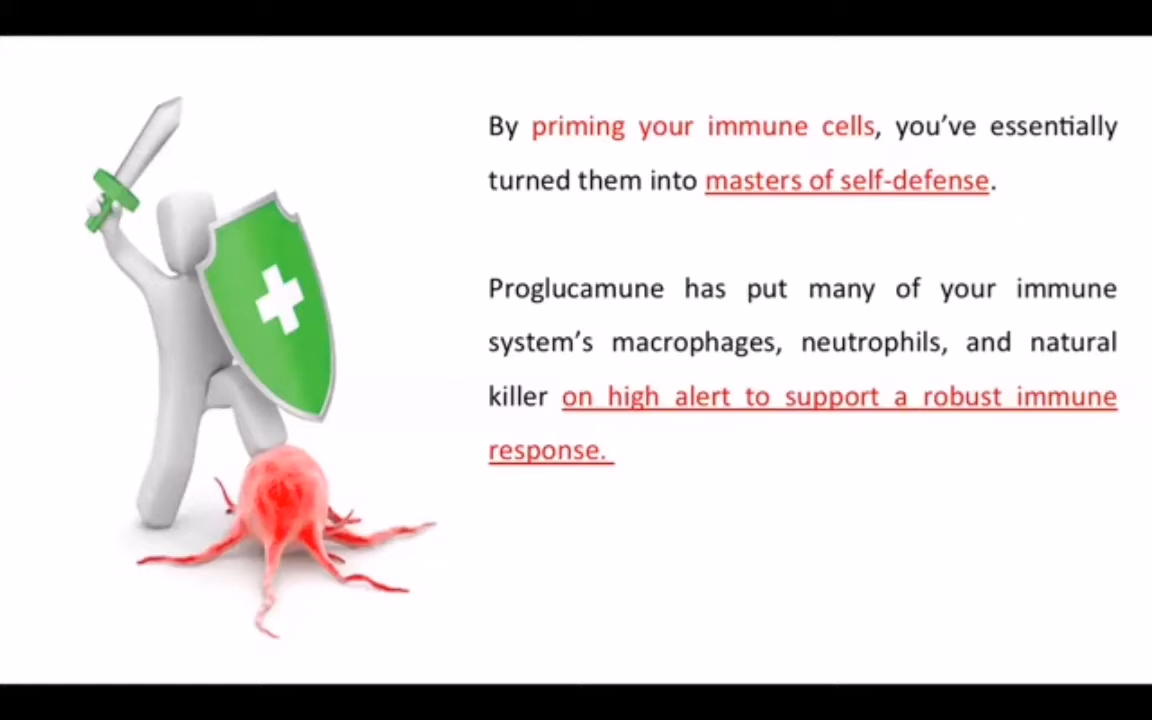 By priming your immune cells, you’ve essentially
turned them into masters of self-defense.
Proglucamune has put many of your immune
system’s macrophages, neutrophils, and natural
killer on high alert to support a robust immune
response.